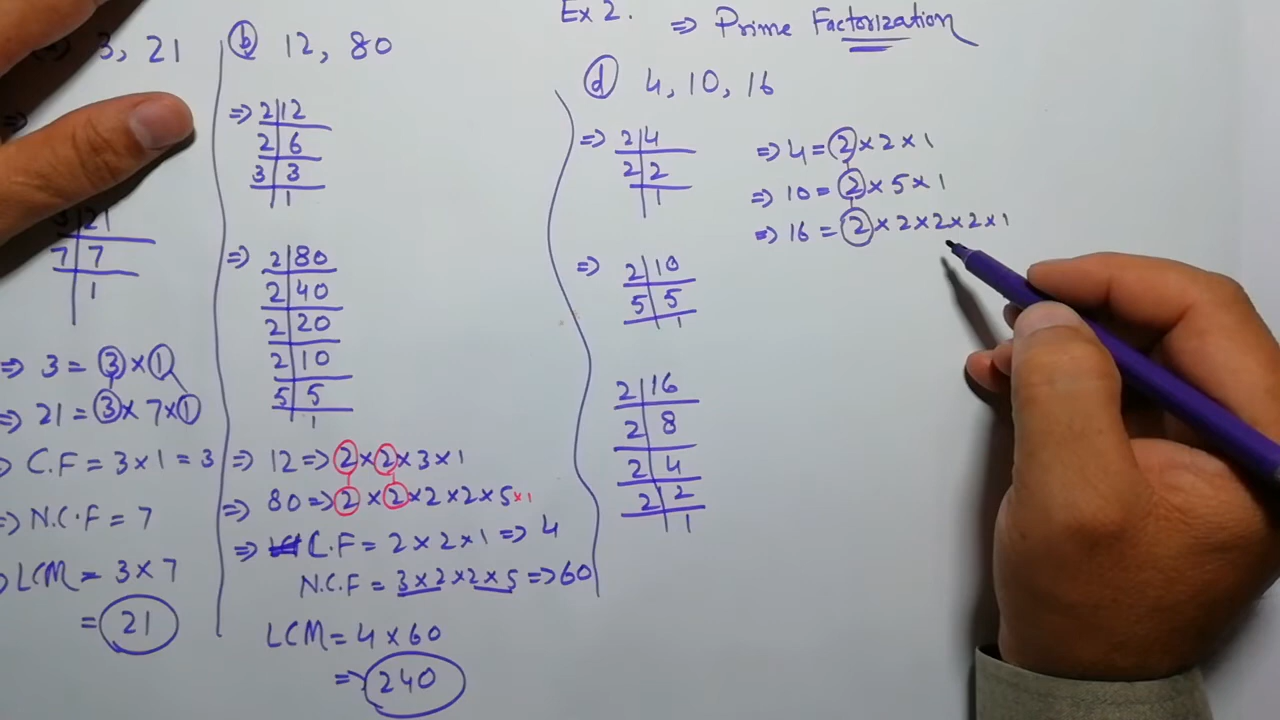 Ex 2. ⇒ Prime Factorization
3, 21
⇒
3|21
7|7
|1
⇒ 3 = 3 × 1
⇒ 21 = 3 × 7 × 1
⇒ C.F = 3 × 1 = 3
⇒ N.C.F = 7
⇒ LCM = 3 × 7
= 21
b 12, 80
⇒ 2|12
2|6
3|3
|1
⇒ 2|80
2|40
2|20
2|10
5|5
|1
⇒ 12 ⇒ 2 × 2 × 3 × 1
⇒ 80 ⇒ 2 × 2 × 2 × 2 × 5 × 1
⇒ C.F = 2 × 2 × 1 ⇒ 4
N.C.F = 3 × 2 × 2 × 5 ⇒ 60
LCM = 4 × 60
⇒ 240
d 4, 10, 16
⇒ 2|4
2|2
|1
⇒ 2|10
5|5
|1
2|16
2|8
2|4
2|2
|1
⇒ 4 = 2 × 2 × 1
⇒ 10 = 2 × 5 × 1
⇒ 16 = 2 × 2 × 2 × 2 × 1